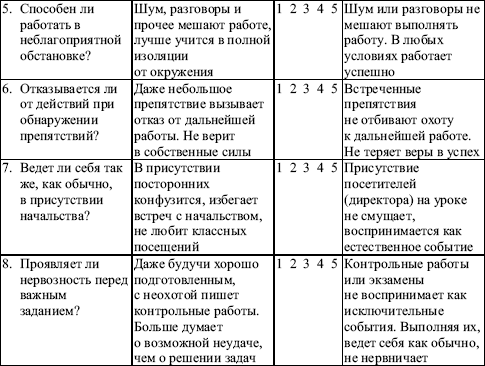 5. Способен ли
работать в
неблагоприятной
обстановке?
Шум, разговоры и
прочее мешают работе,
лучше учится в полной
изоляции
от окружения
1 2 3 4 5
Шум или разговоры не
мешают выполнять
работу. В любых
условиях работает
успешно
6. Отказывается ли
от действий при
обнаружении
препятствий?
Даже небольшое
препятствие вызывает
отказ от дальнейшей
работы. Не верит
в собственные силы
1 2 3 4 5
Встреченные
препятствия
не отбивают охоту
к дальнейшей работе.
Не теряет веры в успех
7. Ведет ли себя так
же, как обычно,
в присутствии
начальства?
В присутствии
посторонних
конфузится, избегает
встреч с начальством,
не любит классных
посещений
1 2 3 4 5
Присутствие
посетителей
(директора) на уроке
не смущает,
воспринимается как
естественное событие
8. Проявляет ли
нервозность перед
важным
заданием?
Даже будучи хорошо
подготовленным,
с неохотой пишет
контрольные работы.
Больше думает
о возможной неудаче,
чем о решении задач
1 2 3 4 5
Контрольные работы
или экзамены
не воспринимает как
исключительные
события. Выполняя их,
ведет себя как обычно,
не нервничает